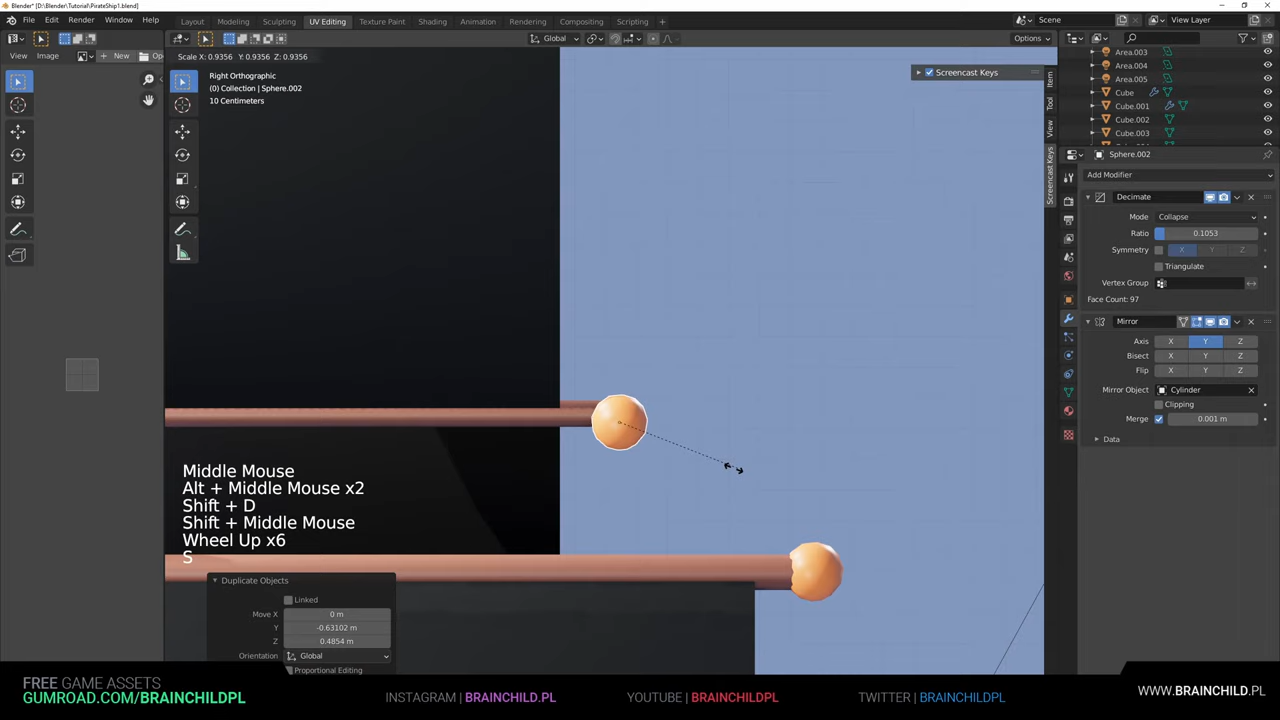 Blender* [D:\Blender\Tutorial\PirateShip1.blend]
File Edit Render Window Help Layout Modeling Sculpting UV Editing Texture Paint Shading Animation Rendering Compositing Scripting Scene View Layer
View Image New Op Global Options
Scale X: 0.9356 Y: 0.9356 Z: 0.9356
Right Orthographic
(0) Collection | Sphere.002
10 Centimeters
Screencast Keys
Item
Tool
View
Screencast Keys
Area.003
Area.004
Area.005
Cube
Cube.001
Cube.002
Cube.003
Sphere.002
Add Modifier
Decimate
Mode Collapse
Ratio 0.1053
Symmetry X Y Z
Triangulate
Vertex Group
Face Count: 97
Mirror
Axis X Y Z
Bisect X Y Z
Flip X Y Z
Mirror Object Cylinder
Clipping
Merge 0.001 m
Data
Middle Mouse
Alt + Middle Mouse x2
Shift + D
Shift + Middle Mouse
Wheel Up x6
S
Duplicate Objects
Linked
Move X 0 m
Y -0.63102 m
Z 0.4854 m
Orientation Global
Proportional Editing
FREE GAME ASSETS
GUMROAD.COM/BRAINCHILDPL
INSTAGRAM | BRAINCHILD.PL
YOUTUBE | BRAINCHILDPL
TWITTER | BRAINCHILDPL
WWW.BRAINCHILD.PL